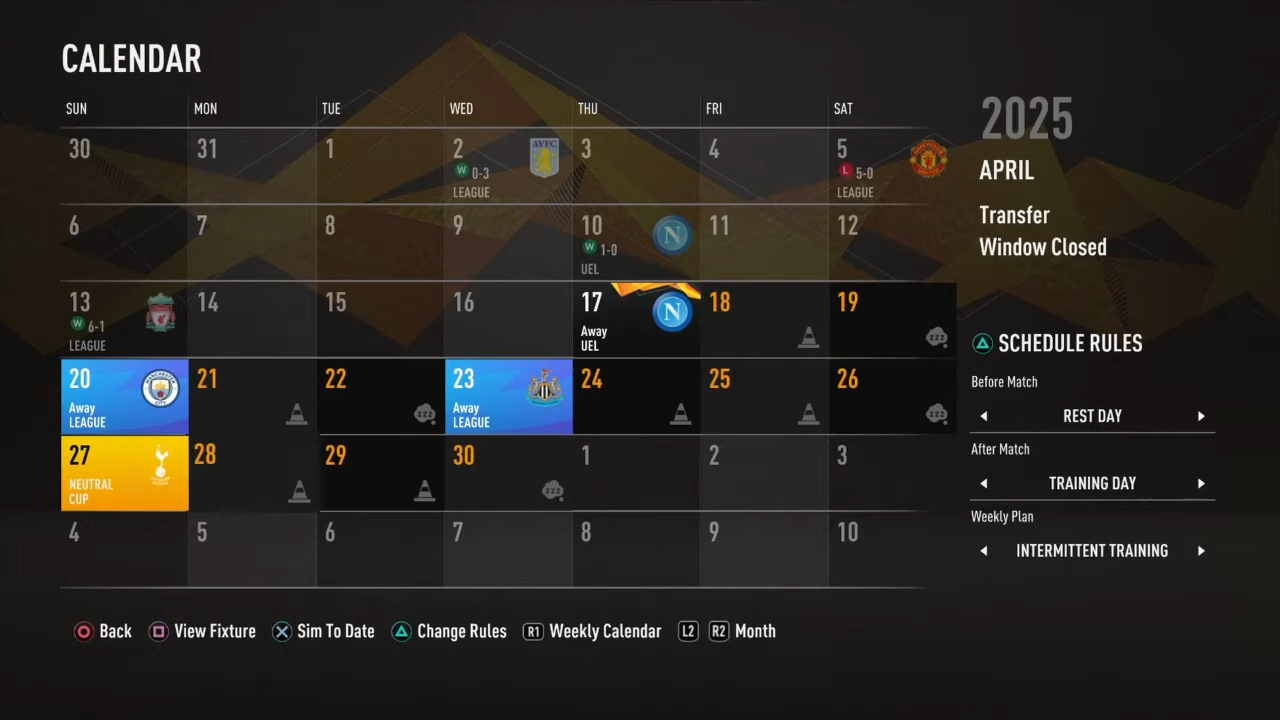 CALENDAR
SUN MON TUE WED THU FRI SAT
30 31 1 2 3 4 5
AVFC
W 0-3
LEAGUE
L 5-0
LEAGUE
6 7 8 9 10 11 12
N
W 1-0
UEL
13 14 15 16 17 18 19
W 6-1
LEAGUE
N
Away
UEL
zzz
20 21 22 23 24 25 26
Away
LEAGUE
zzz
Away
LEAGUE
zzz
27 28 29 30 1 2 3
NEUTRAL
CUP
zzz
4 5 6 7 8 9 10
2025
APRIL
Transfer
Window Closed
SCHEDULE RULES
Before Match
REST DAY
After Match
TRAINING DAY
Weekly Plan
INTERMITTENT TRAINING
Back View Fixture Sim To Date Change Rules R1 Weekly Calendar L2 R2 Month